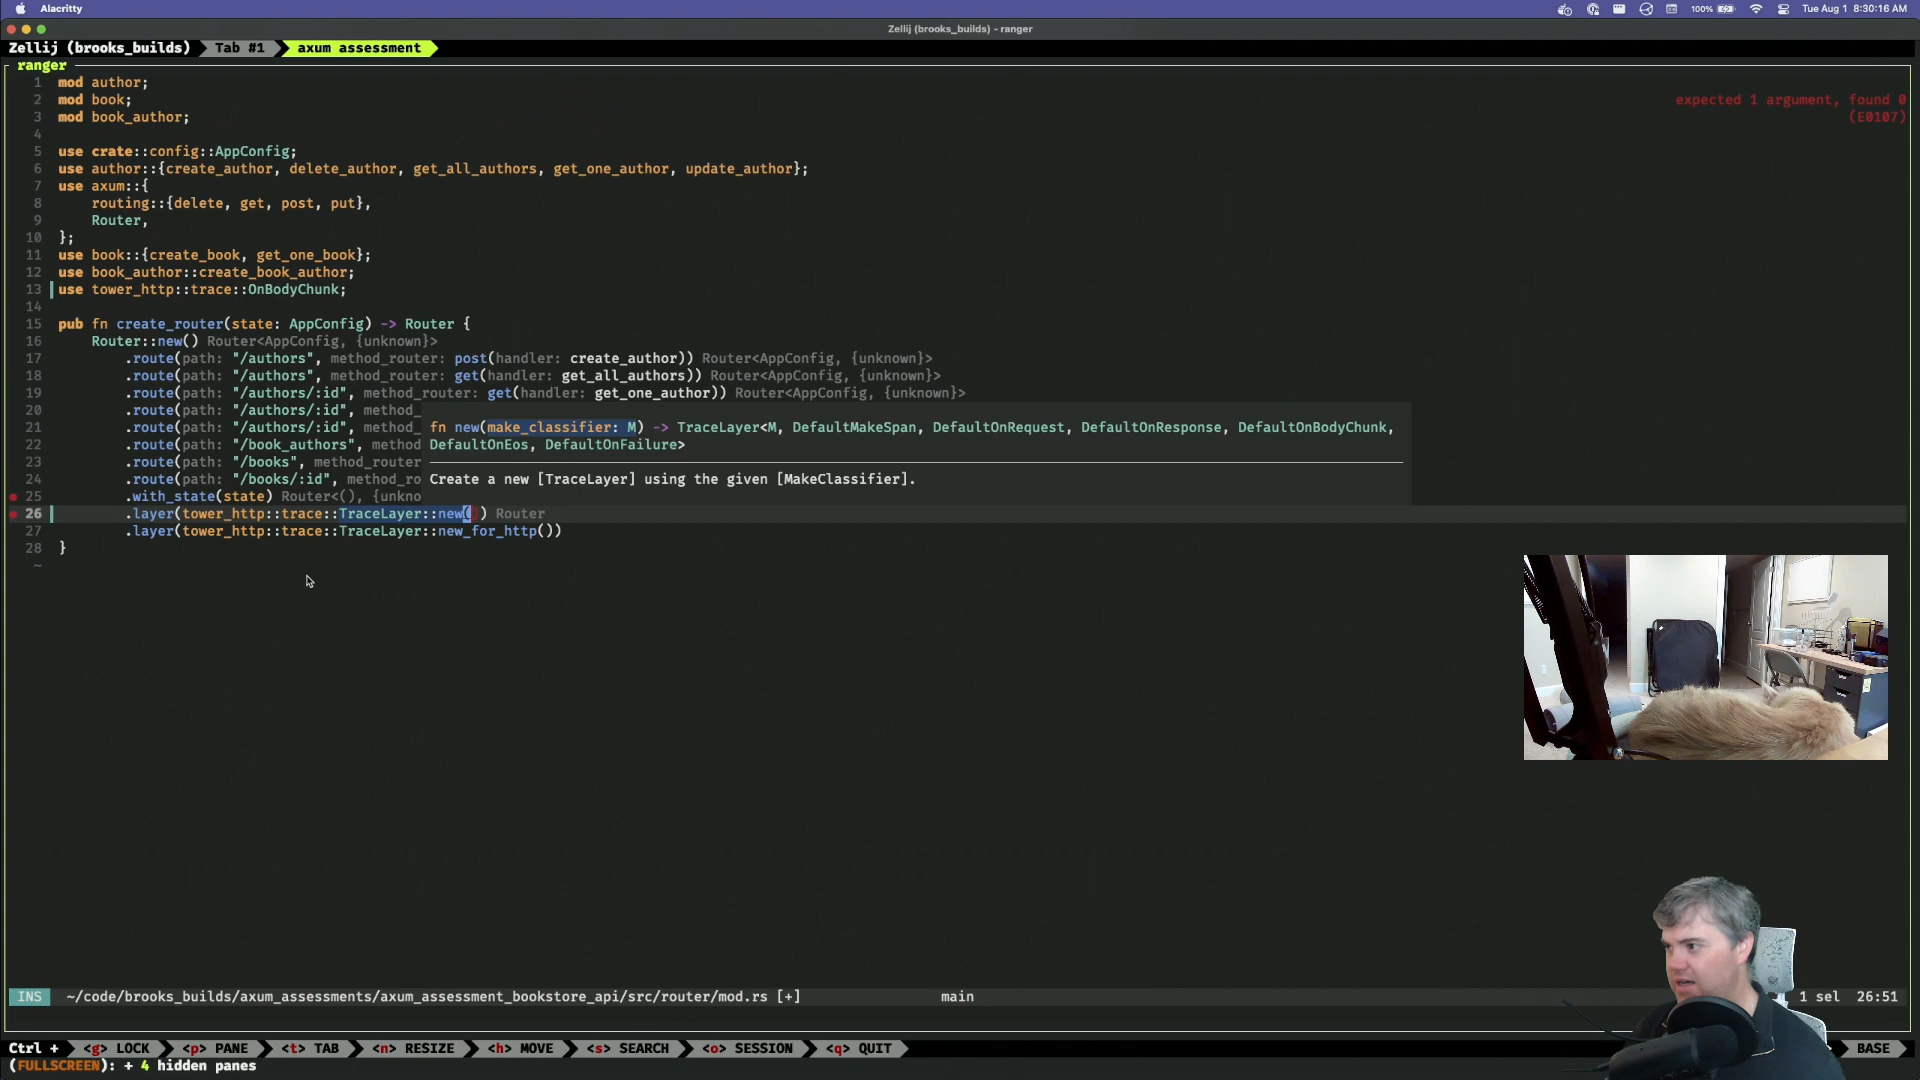 Alacritty
100%
Tue Aug 1 8:30:16 AM
Zellij (brooks_builds) - ranger
Zellij (brooks_builds) Tab #1 axum assessment
ranger
1 mod author;
2 mod book;
3 mod book_author;
4
5 use crate::config::AppConfig;
6 use author::{create_author, delete_author, get_all_authors, get_one_author, update_author};
7 use axum::{
8 routing::{delete, get, post, put},
9 Router,
10 };
11 use book::{create_book, get_one_book};
12 use book_author::create_book_author;
13 use tower_http::trace::OnBodyChunk;
14
15 pub fn create_router(state: AppConfig) -> Router {
16 Router::new() Router<AppConfig, {unknown}>
17 .route(path: "/authors", method_router: post(handler: create_author)) Router<AppConfig, {unknown}>
18 .route(path: "/authors", method_router: get(handler: get_all_authors)) Router<AppConfig, {unknown}>
19 .route(path: "/authors/:id", method_router: get(handler: get_one_author)) Router<AppConfig, {unknown}>
20 .route(path: "/authors/:id", method_
21 .route(path: "/authors/:id", method_
22 .route(path: "/book_authors", method
23 .route(path: "/books", method_router
24 .route(path: "/books/:id", method_ro
25 .with_state(state) Router<(), {unkno
26 .layer(tower_http::trace::TraceLayer::new()) Router
27 .layer(tower_http::trace::TraceLayer::new_for_http())
28 }
~
expected 1 argument, found 0
(E0107)
fn new(make_classifier: M) -> TraceLayer<M, DefaultMakeSpan, DefaultOnRequest, DefaultOnResponse, DefaultOnBodyChunk,
DefaultOnEos, DefaultOnFailure>
Create a new [TraceLayer] using the given [MakeClassifier].
INS ~/code/brooks_builds/axum_assessments/axum_assessment_bookstore_api/src/router/mod.rs [+] main 1 sel 26:51
Ctrl + <g> LOCK <p> PANE <t> TAB <n> RESIZE <h> MOVE <s> SEARCH <o> SESSION <q> QUIT BASE
(FULLSCREEN): + 4 hidden panes